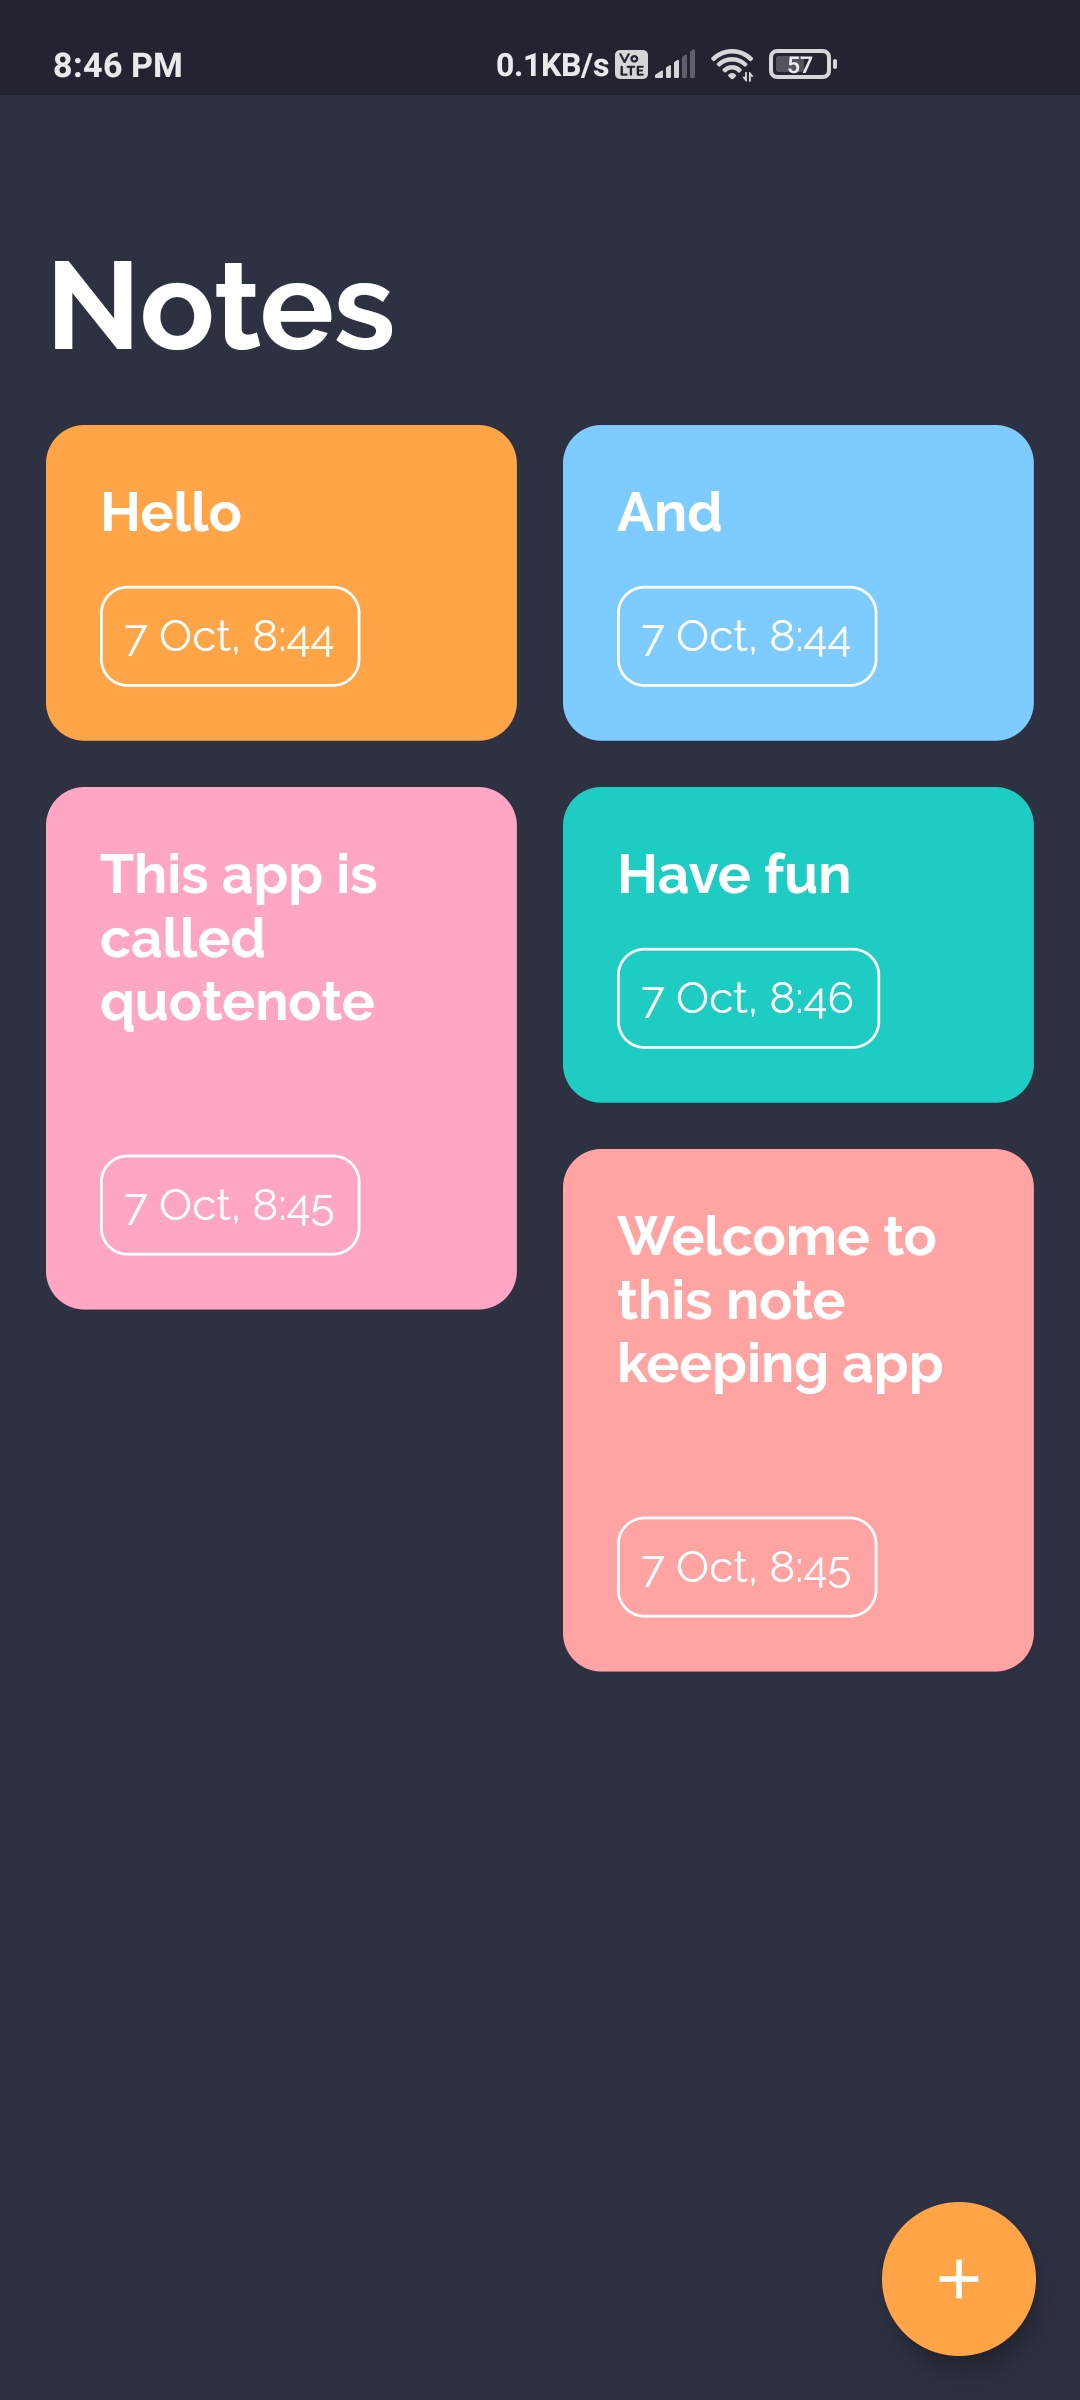 8:46 PM
0.1KB/s
Vo
LTE
57
Notes
Hello
7 Oct, 8:44
And
7 Oct, 8:44
This app is
called
quotenote
7 Oct, 8:45
Have fun
7 Oct, 8:46
Welcome to
this note
keeping app
7 Oct, 8:45
+